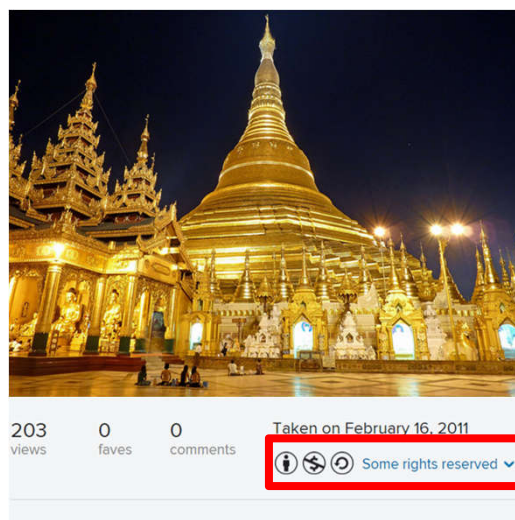 203
views
0
faves
0
comments
Taken on February 16, 2011
Some rights reserved